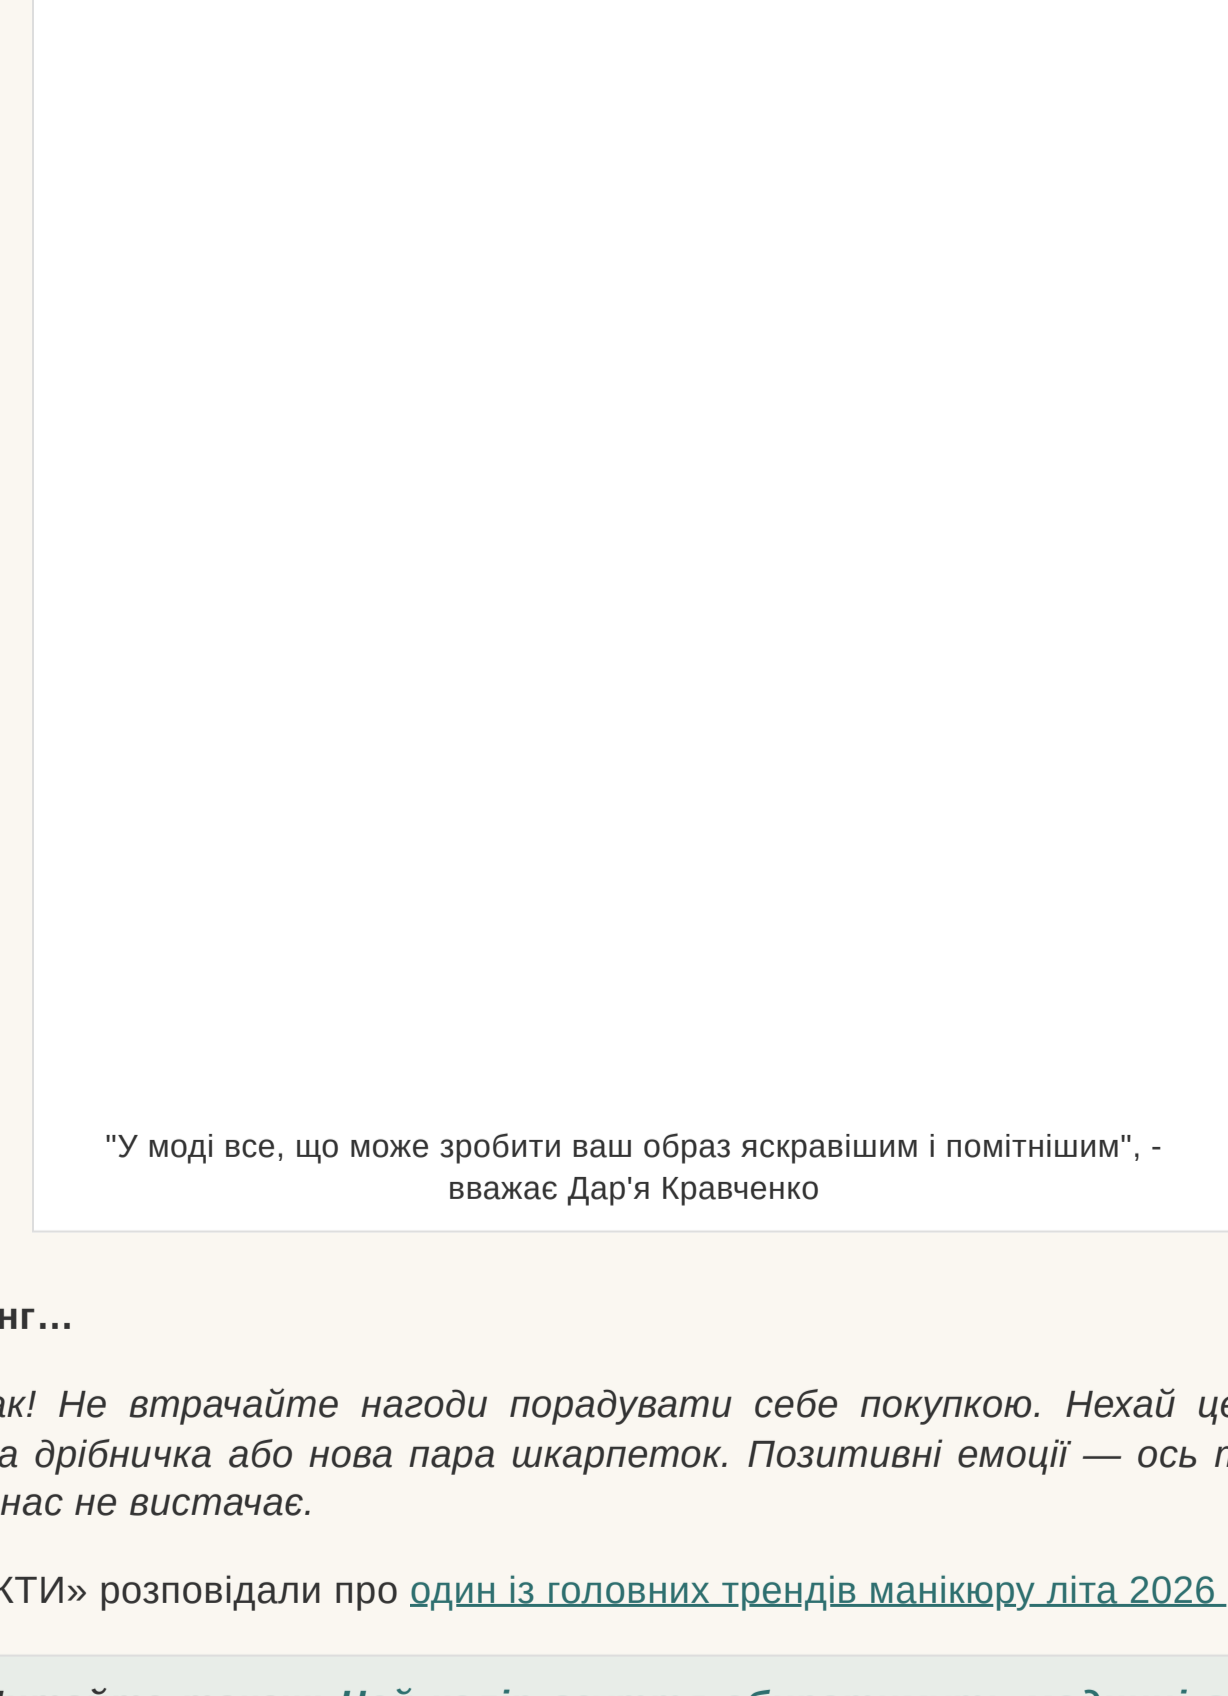 "У моді все, що може зробити ваш образ яскравішим і помітнішим", -
вважає Дар'я Кравченко
нг…
ак! Не втрачайте нагоди порадувати себе покупкою. Нехай це
а дрібничка або нова пара шкарпеток. Позитивні емоції — ось п
нас не вистачає.
КТИ» розповідали про один із головних трендів манікюру літа 2026